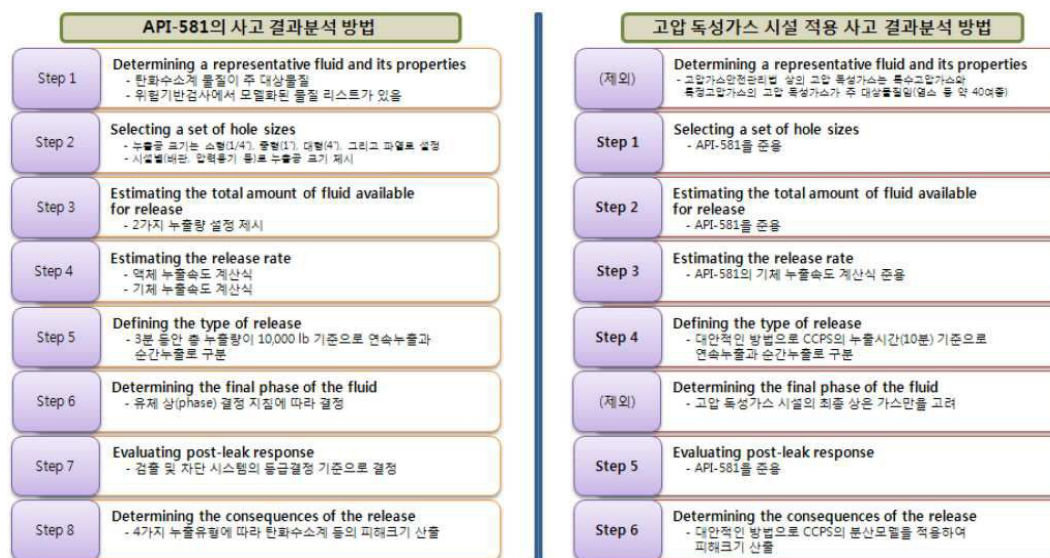 API-581의 사고 결과분석 방법
Step 1
Determining a representative fluid and its properties
- 탄화수소계 물질이 주 대상물질
- 위험기반검사에서 모델화된 물질 리스트가 있음
Step 2
Selecting a set of hole sizes
- 누출공 크기는 소형(1/4"), 중형(1"), 대형(4"), 그리고 파열로 설정
- 시설별(배관, 압력용기 등)로 누출공 크기 제시
Step 3
Estimating the total amount of fluid available
for release
- 2가지 누출량 설정 제시
Step 4
Estimating the release rate
- 액체 누출속도 계산식
- 기체 누출속도 계산식
Step 5
Defining the type of release
- 3분 동안 총 누출량이 10,000 lb 기준으로 연속누출과
순간누출로 구분
Step 6
Determining the final phase of the fluid
- 유체 상(phase) 결정 지침에 따라 결정
Step 7
Evaluating post-leak response
- 검출 및 차단 시스템의 등급결정 기준으로 결정
Step 8
Determining the consequences of the release
- 4가지 누출유형에 따라 탄화수소계 등의 피해크기 산출
고압 독성가스 시설 적용 사고 결과분석 방법
(제외)
Determining a representative fluid and its properties
- 고압가스안전관리법 상의 고압 독성가스는 특수고압가스와
특정고압가스의 고압 독성가스가 주 대상물질임(염소 등 약 40여종)
Step 1
Selecting a set of hole sizes
- API-581을 준용
Step 2
Estimating the total amount of fluid available
for release
- API-581을 준용
Step 3
Estimating the release rate
- API-581의 기체 누출속도 계산식 준용
Step 4
Defining the type of release
- 대안적인 방법으로 CCPS의 누출시간(10분) 기준으로
연속누출과 순간누출로 구분
(제외)
Determining the final phase of the fluid
- 고압 독성가스 시설의 최종 상은 가스만을 고려
Step 5
Evaluating post-leak response
- API-581을 준용
Step 6
Determining the consequences of the release
- 대안적인 방법으로 CCPS의 분산모델을 적용하여
피해크기 산출